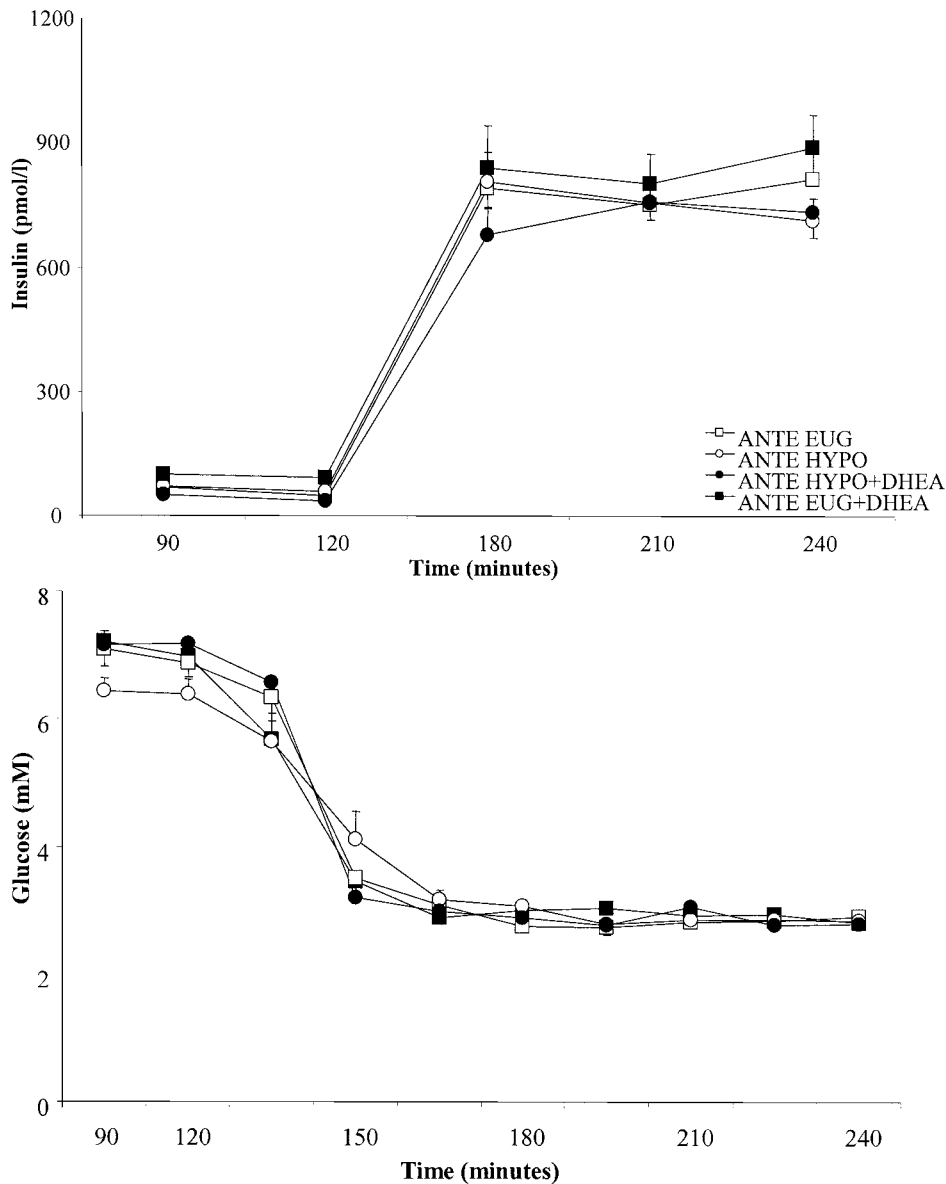 1200
900
600
300
0
Insulin (pmol/l)
ANTE EUG
ANTE HYPO
ANTE HYPO+DHEA
ANTE EUG+DHEA
90 120 180 210 240
Time (minutes)
8
6
4
2
0
Glucose (mM)
90 120 150 180 210 240
Time (minutes)